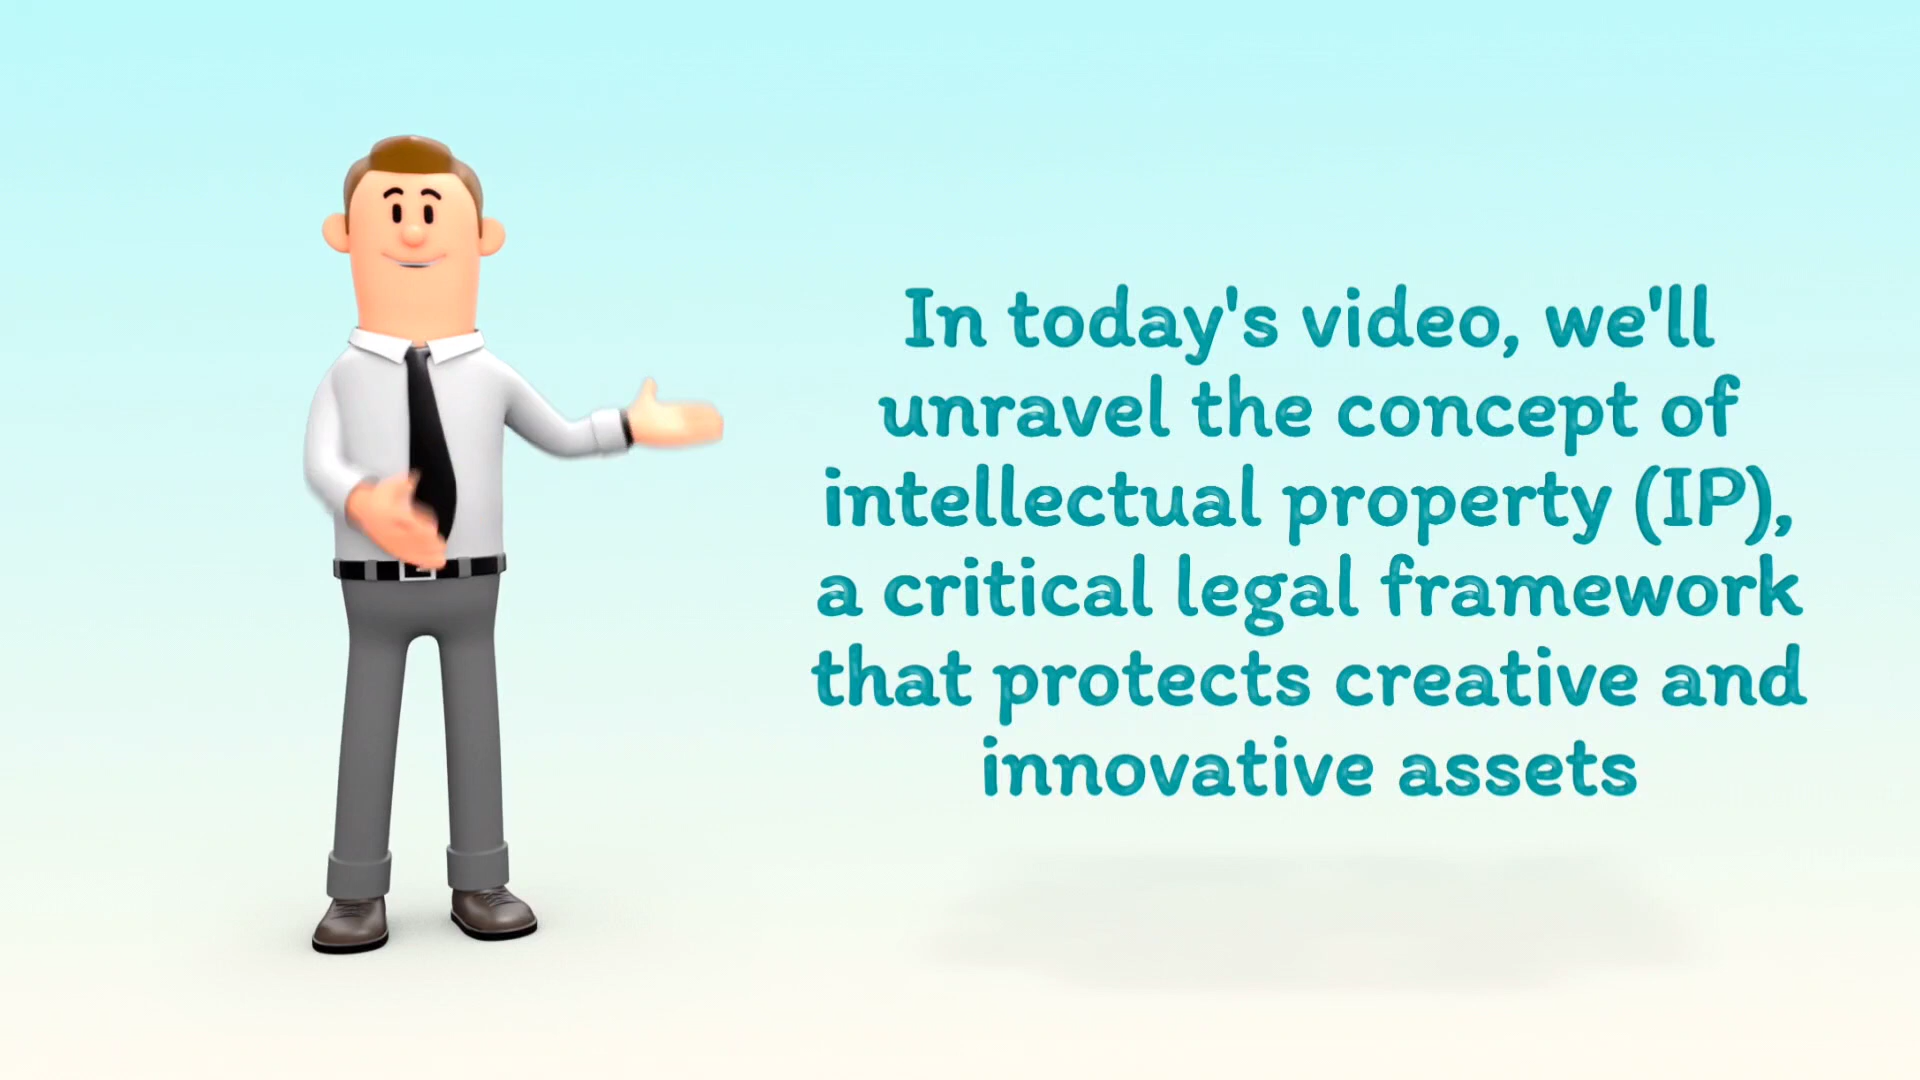 In today's video, we'll
unravel the concept of
intellectual property (IP),
a critical legal framework
that protects creative and
innovative assets